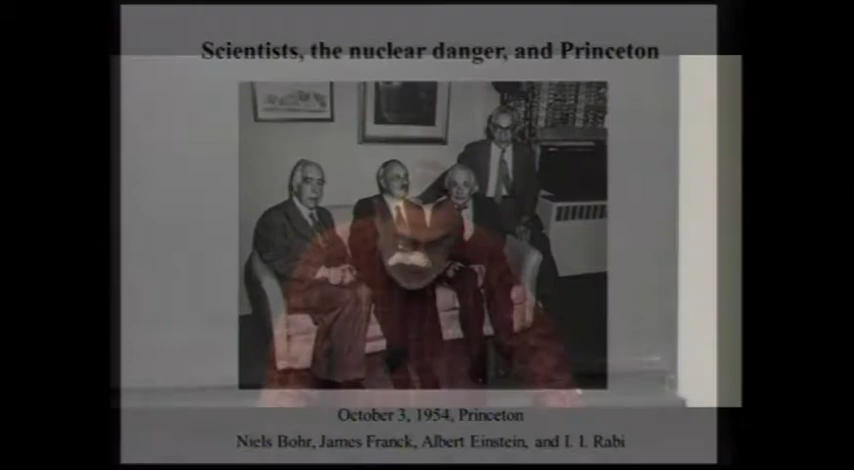 Scientists, the nuclear danger, and Princeton
October 3, 1954, Princeton
Niels Bohr, James Franck, Albert Einstein, and I. I. Rabi